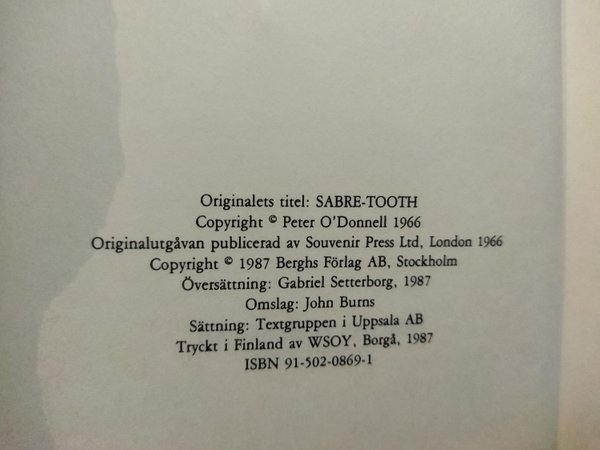 Originalets titel: SABRE-TOOTH
Copyright © Peter O'Donnell 1966
Originalutgåvan publicerad av Souvenir Press Ltd, London 1966
Copyright © 1987 Berghs Förlag AB, Stockholm
Översättning: Gabriel Setterborg, 1987
Omslag: John Burns
Sättning: Textgruppen i Uppsala AB
Tryckt i Finland av WSOY, Borgå, 1987
ISBN 91-502-0869-1